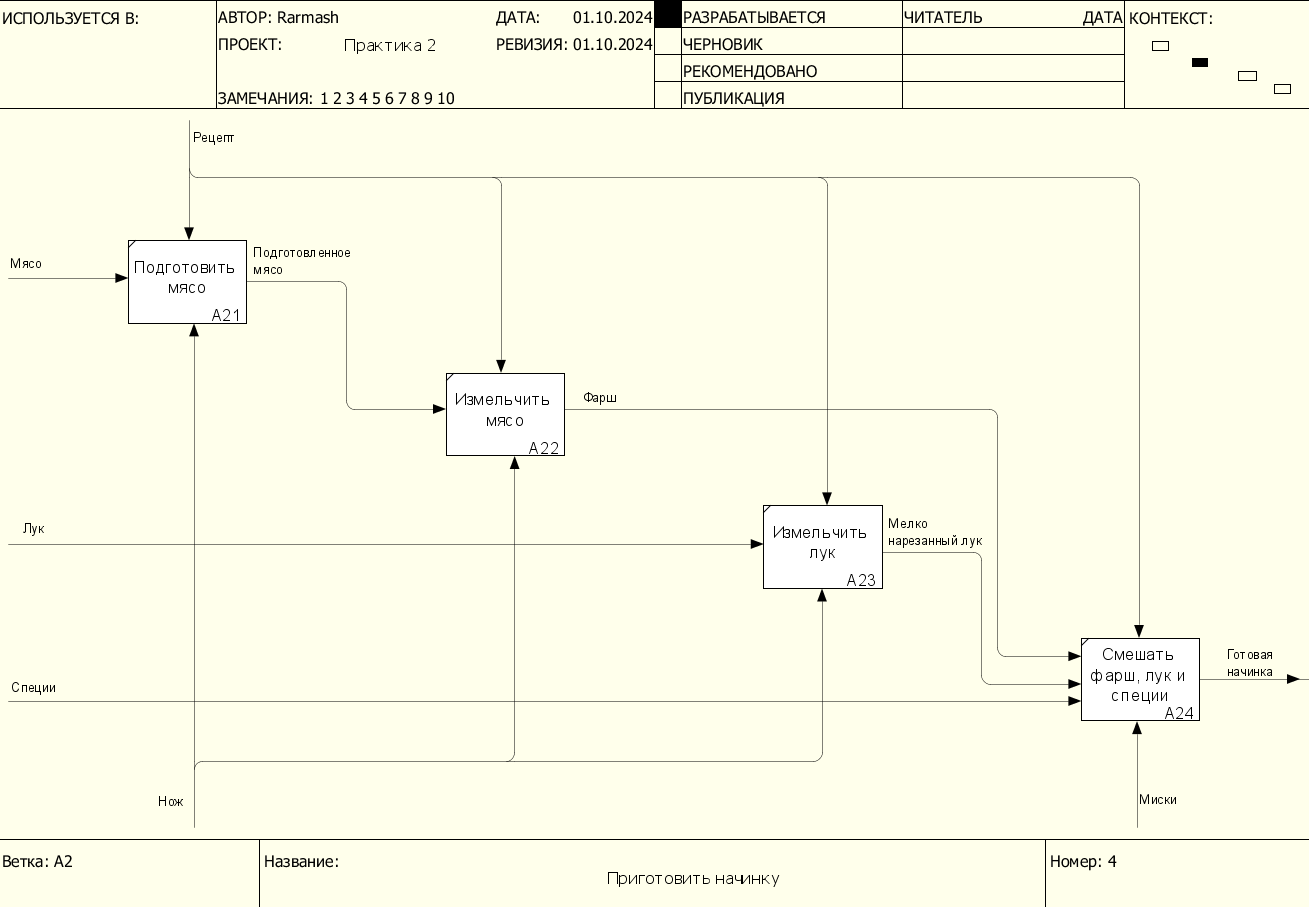 ИСПОЛЬЗУЕТСЯ В:
АВТОР: Rarmash
ДАТА: 01.10.2024
ПРОЕКТ: Практика 2
РЕВИЗИЯ: 01.10.2024
ЗАМЕЧАНИЯ: 1 2 3 4 5 6 7 8 9 10
РАЗРАБАТЫВАЕТСЯ
ЧЕРНОВИК
РЕКОМЕНДОВАНО
ПУБЛИКАЦИЯ
ЧИТАТЕЛЬ
ДАТА
КОНТЕКСТ:
Рецепт
Мясо
Подготовить
мясо
A21
Подготовленное
мясо
Измельчить
мясо
A22
Фарш
Лук
Измельчить
лук
A23
Мелко
нарезанный лук
Специи
Смешать
фарш, лук и
специи
A24
Готовая
начинка
Нож
Миски
Ветка: A2
Название:
Приготовить начинку
Номер: 4